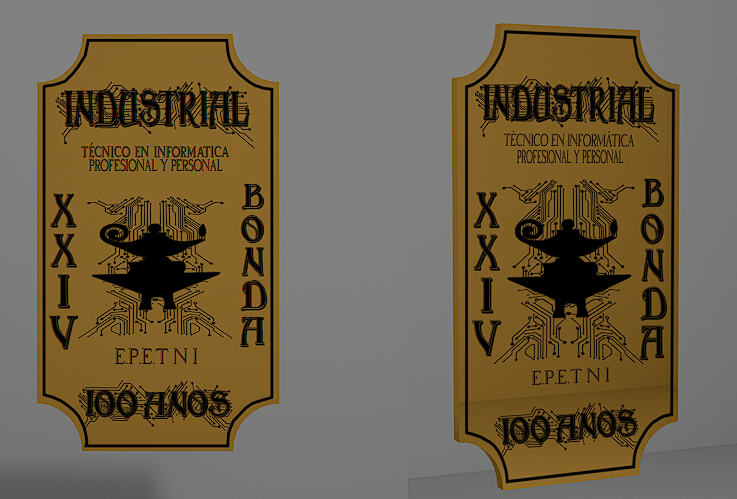 INDUSTRIAL
TÉCNICO EN INFORMATICA
PROFESIONAL Y PERSONAL
XXIV
BONDA
E.P.E.T N I
100 AÑOS
INDUSTRIAL
TÉCNICO EN INFORMÁTICA
PROFESIONAL Y PERSONAL
XXIV
BONDA
E.P.E.T N I
100 AÑOS